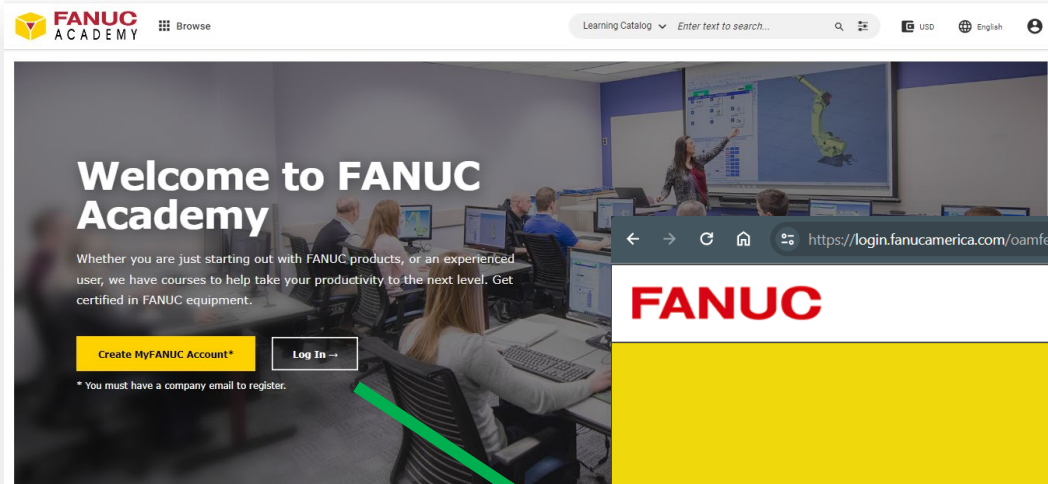 FANUC
ACADEMY
Browse
Learning Catalog
Enter text to search...
USD
English
Welcome to FANUC
Academy
Whether you are just starting out with FANUC products, or an experienced
user, we have courses to help take your productivity to the next level. Get
certified in FANUC equipment.
Create MyFANUC Account*
Log In →
* You must have a company email to register.
https://login.fanucamerica.com/oamfe
FANUC